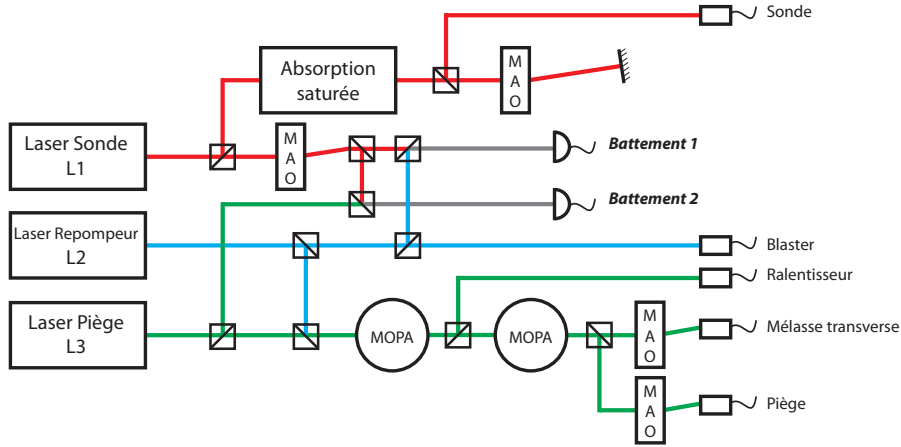 Sonde
Absorption
saturée
M
A
O
Laser Sonde
L1
M
A
O
Battement 1
Battement 2
Laser Repompeur
L2
Blaster
Ralentisseur
Laser Piège
L3
MOPA
MOPA
M
A
O
Mélasse transverse
M
A
O
Piège